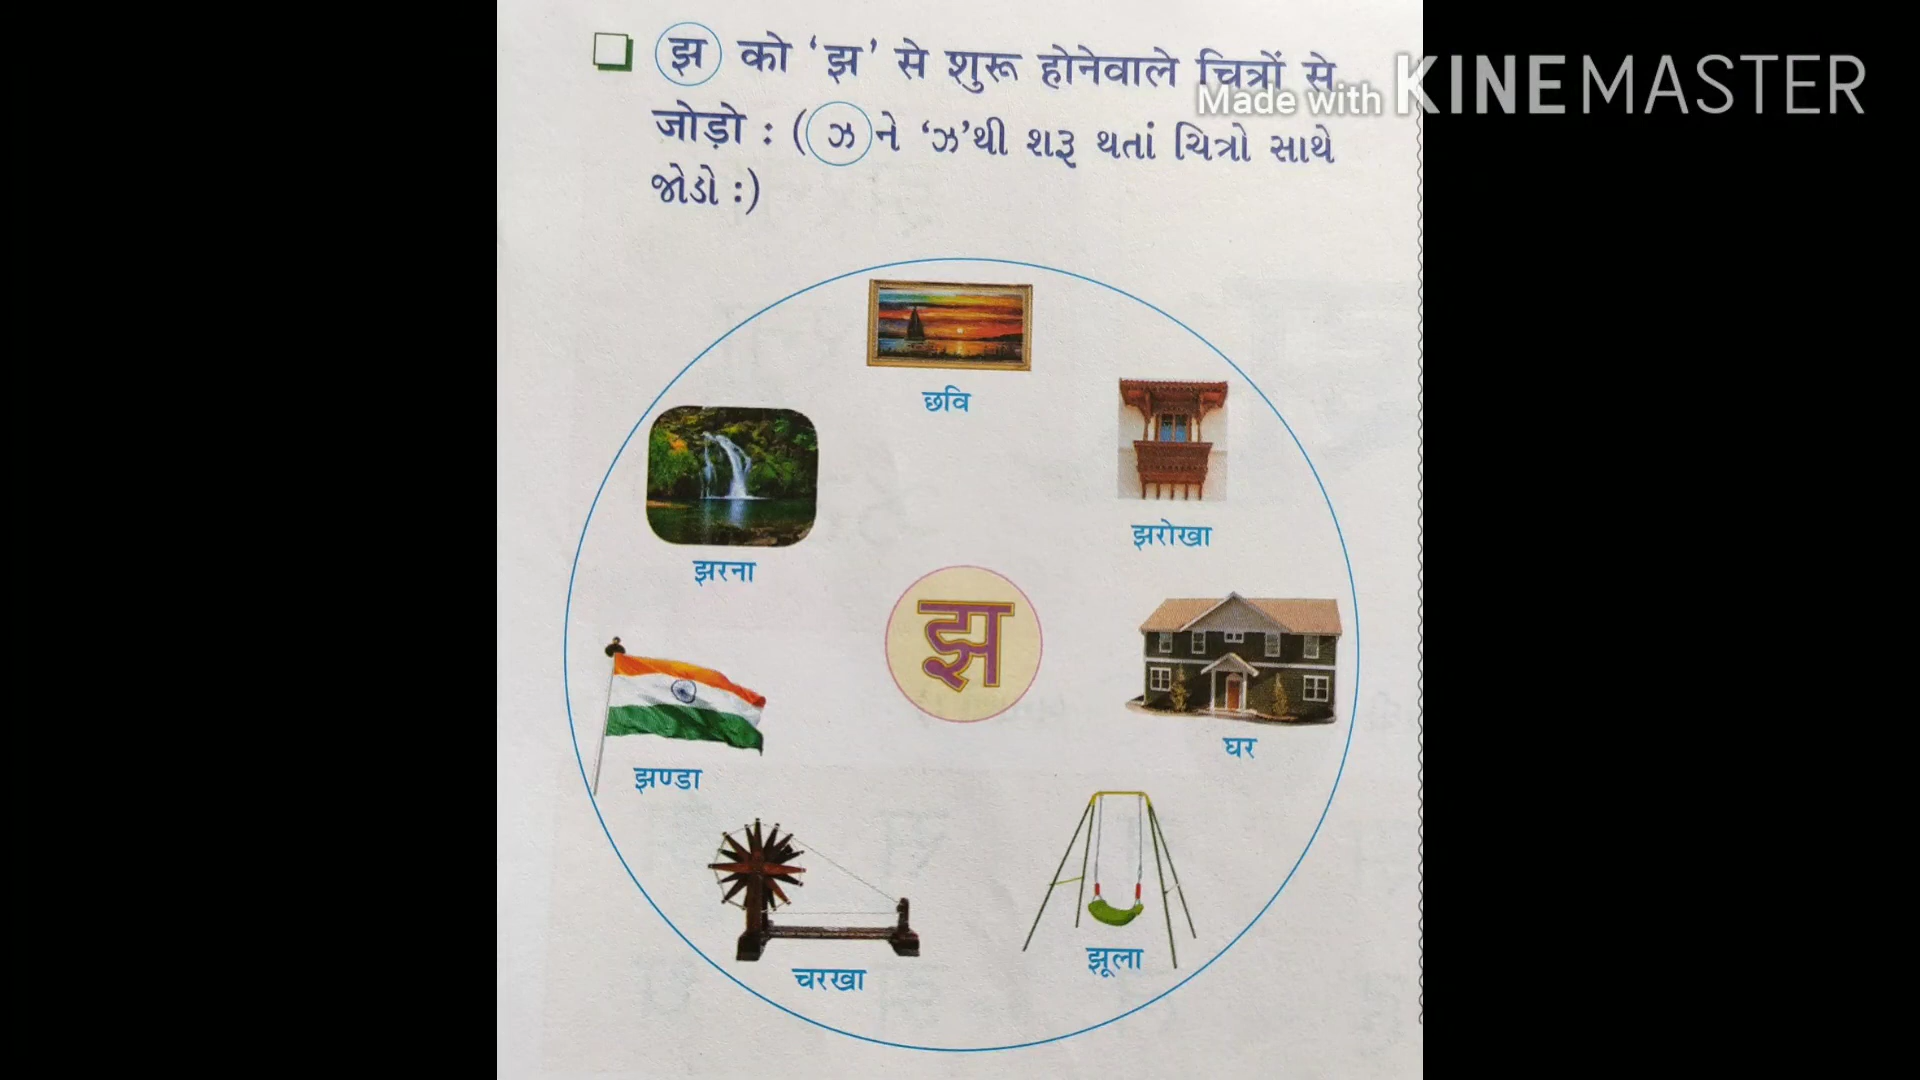 झ को 'झ' से शुरू होनेवाले चित्रों से
जोड़ो : ( ઝ ને 'ઝ'થી શરૂ થતાં ચિત્રો સાથે
જોડો :)
Made with KINEMASTER
छवि
झरोखा
झरना
झ
घर
झण्डा
झूला
चरखा